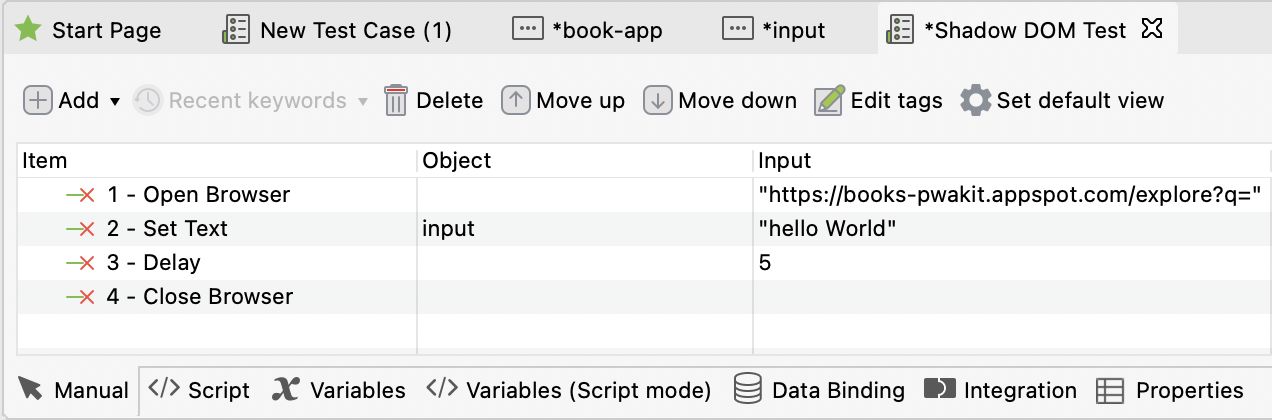 Start Page New Test Case (1) *book-app *input *Shadow DOM Test
Add Recent keywords Delete Move up Move down Edit tags Set default view
Item Object Input
1 - Open Browser "https://books-pwakit.appspot.com/explore?q="
2 - Set Text input "hello World"
3 - Delay 5
4 - Close Browser
Manual </> Script x Variables </> Variables (Script mode) Data Binding Integration Properties